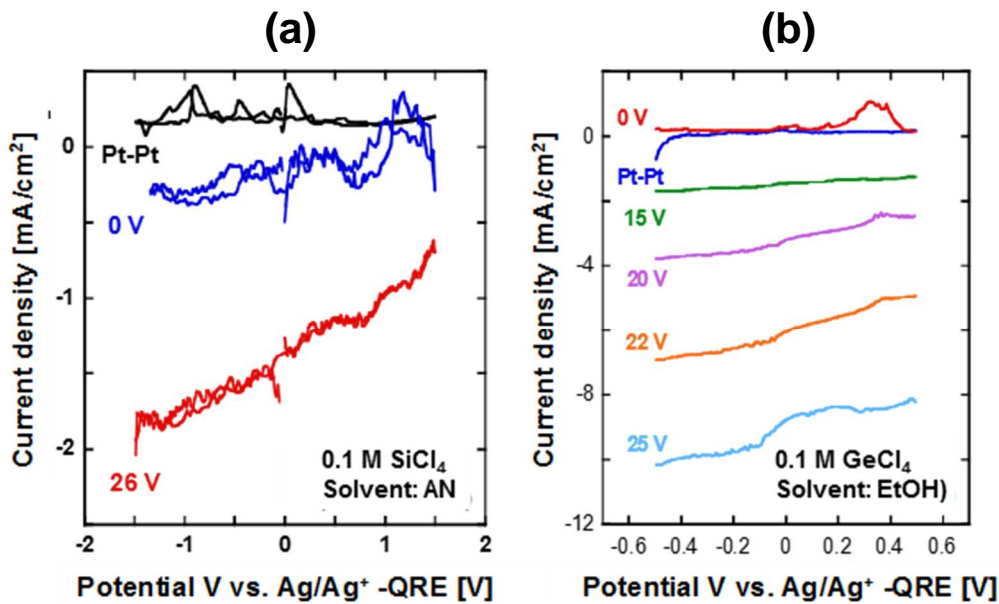 (a)
(b)
Current density [mA/cm²]
0
-1
-2
Pt-Pt
0 V
26 V
0.1 M SiCl₄
Solvent: AN
-2 -1 0 1 2
Potential V vs. Ag/Ag⁺ -QRE [V]
Current density [mA/cm²]
0
-4
-8
-12
0 V
Pt-Pt
15 V
20 V
22 V
25 V
0.1 M GeCl₄
Solvent: EtOH)
-0.6 -0.4 -0.2 0 0.2 0.4 0.6
Potential V vs. Ag/Ag⁺ -QRE [V]